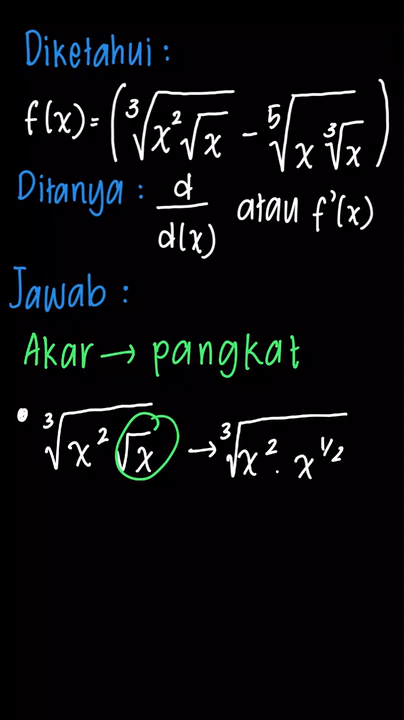 Diketahui :
f(x) = (∛(x²√x) − ⁵√(x ∛x))
Ditanya : d/d(x) atau f'(x)
Jawab :
Akar → pangkat
• ∛(x²√x) → ∛(x² · x^1/2)